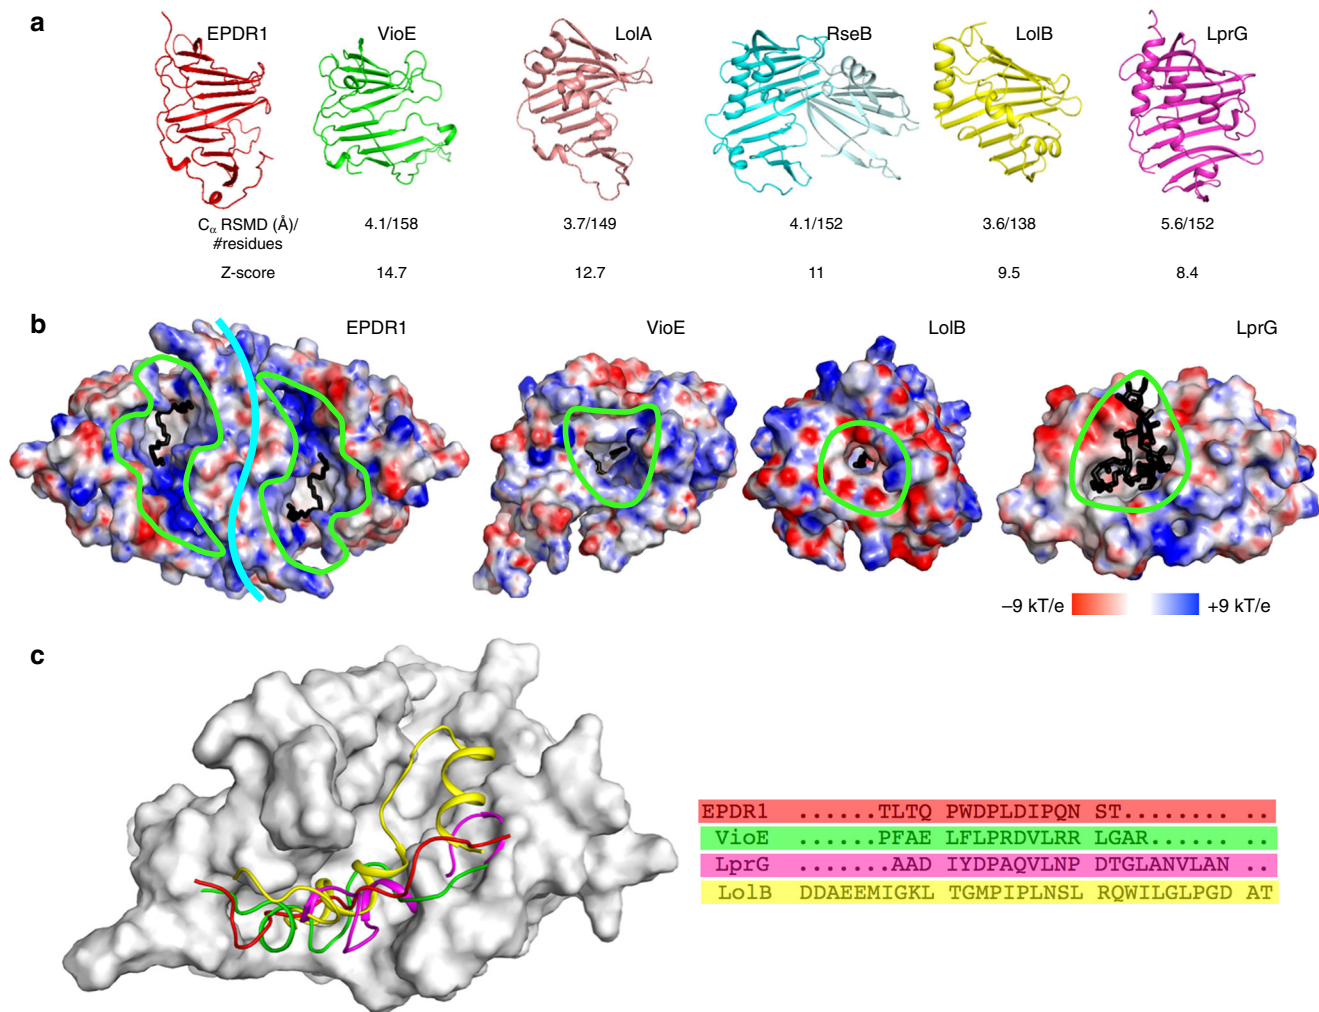 a
EPDR1 VioE LolA RseB LolB LprG
Cα RSMD (Å)/ 4.1/158 3.7/149 4.1/152 3.6/138 5.6/152
#residues
Z-score 14.7 12.7 11 9.5 8.4
b EPDR1 VioE LolB LprG
–9 kT/e +9 kT/e
c
EPDR1 ......TLTQ PWDPLDIPQN ST........ ..
VioE ......PFAE LFLPRDVLRR LGAR...... ..
LprG .......AAD IYDPAQVLNP DTGLANVLAN ..
LolB DDAEEMIGKL TGMPIPLNSL RQWILGLPGD AT